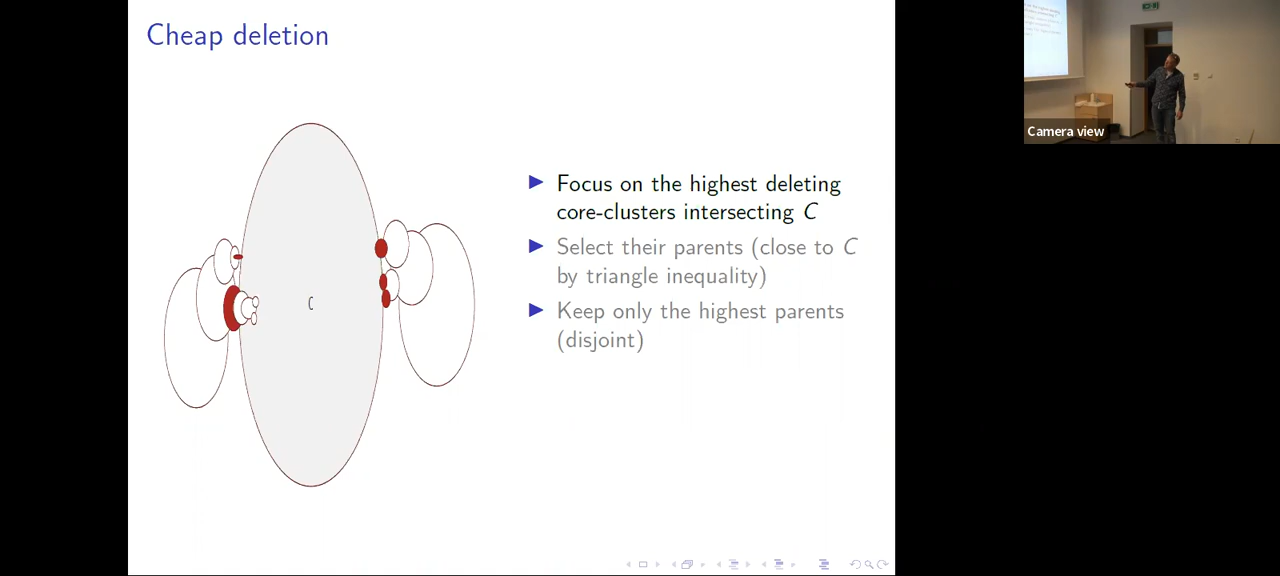 Cheap deletion
C
Focus on the highest deleting
core-clusters intersecting C
Select their parents (close to C
by triangle inequality)
Keep only the highest parents
(disjoint)
Camera view